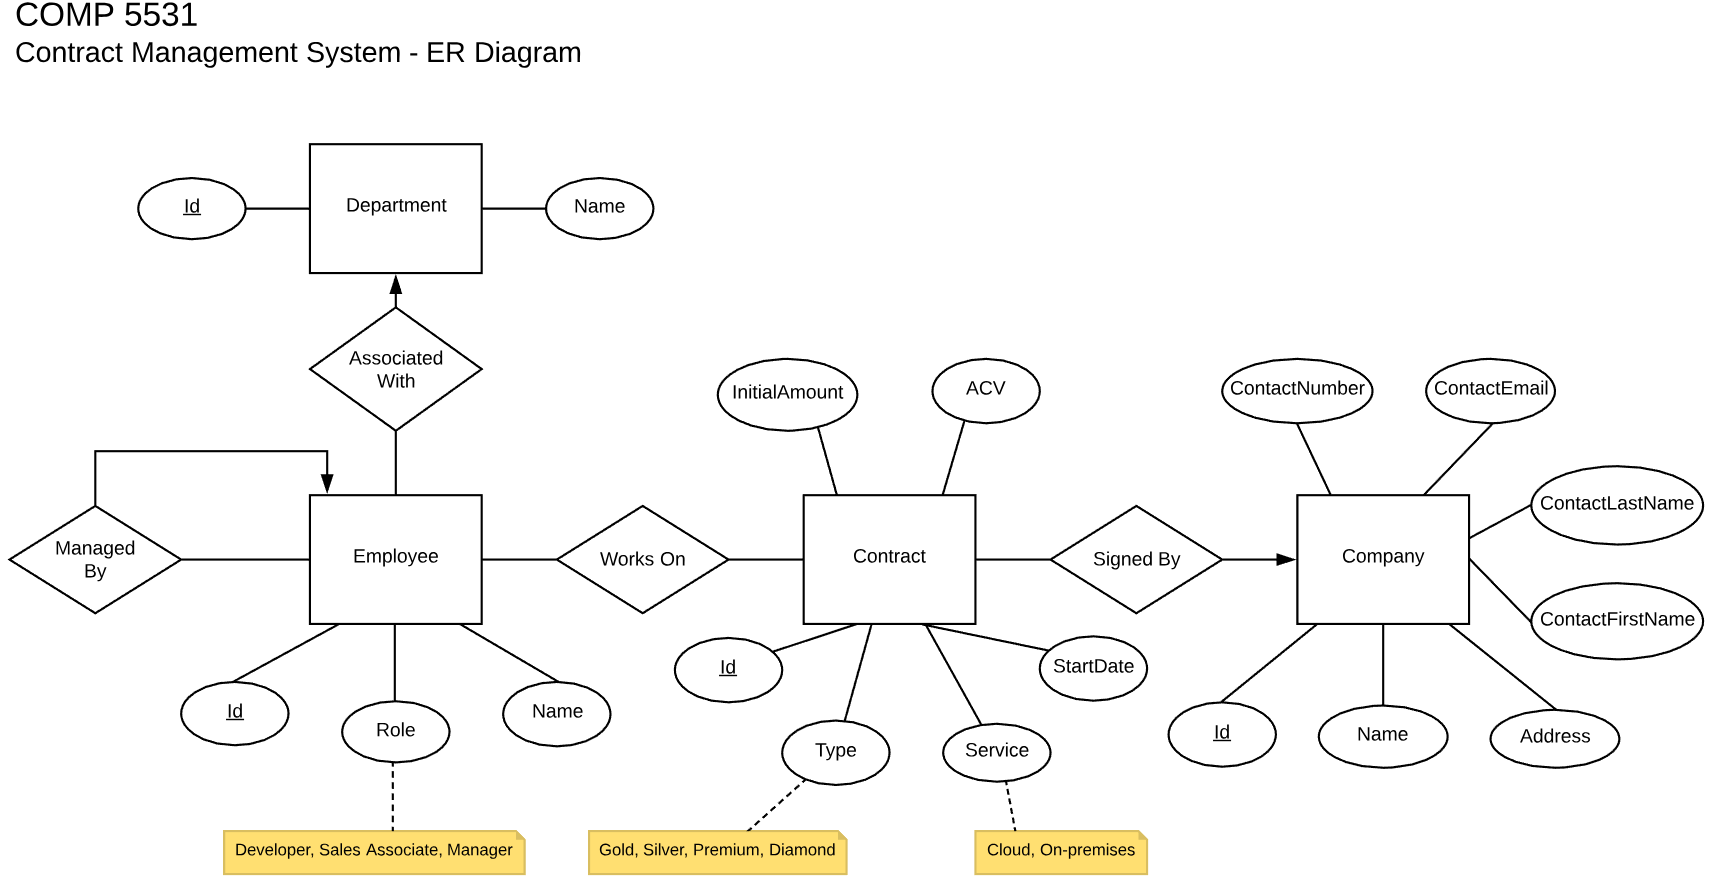 COMP 5531
Contract Management System - ER Diagram
Id
Department
Name
Associated
With
InitialAmount
ACV
ContactNumber
ContactEmail
ContactLastName
Managed
By
Employee
Works On
Contract
Signed By
Company
ContactFirstName
Id
Role
Name
Id
Type
Service
StartDate
Id
Name
Address
Developer, Sales Associate, Manager
Gold, Silver, Premium, Diamond
Cloud, On-premises